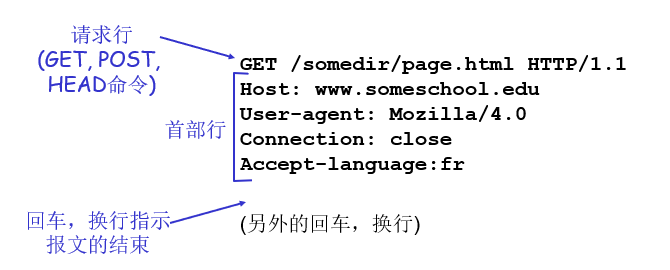 请求行
(GET, POST,
HEAD命令)
GET /somedir/page.html HTTP/1.1
Host: www.someschool.edu
User-agent: Mozilla/4.0
Connection: close
Accept-language:fr
首部行
回车，换行指示
报文的结束
(另外的回车，换行)